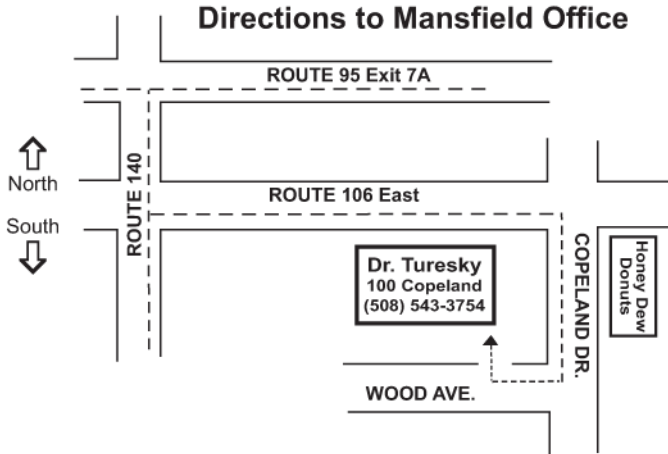 Directions to Mansfield Office
ROUTE 95 Exit 7A
North
South
ROUTE 140
ROUTE 106 East
Dr. Turesky
100 Copeland
(508) 543-3754
COPELAND DR.
Honey Dew
Donuts
WOOD AVE.